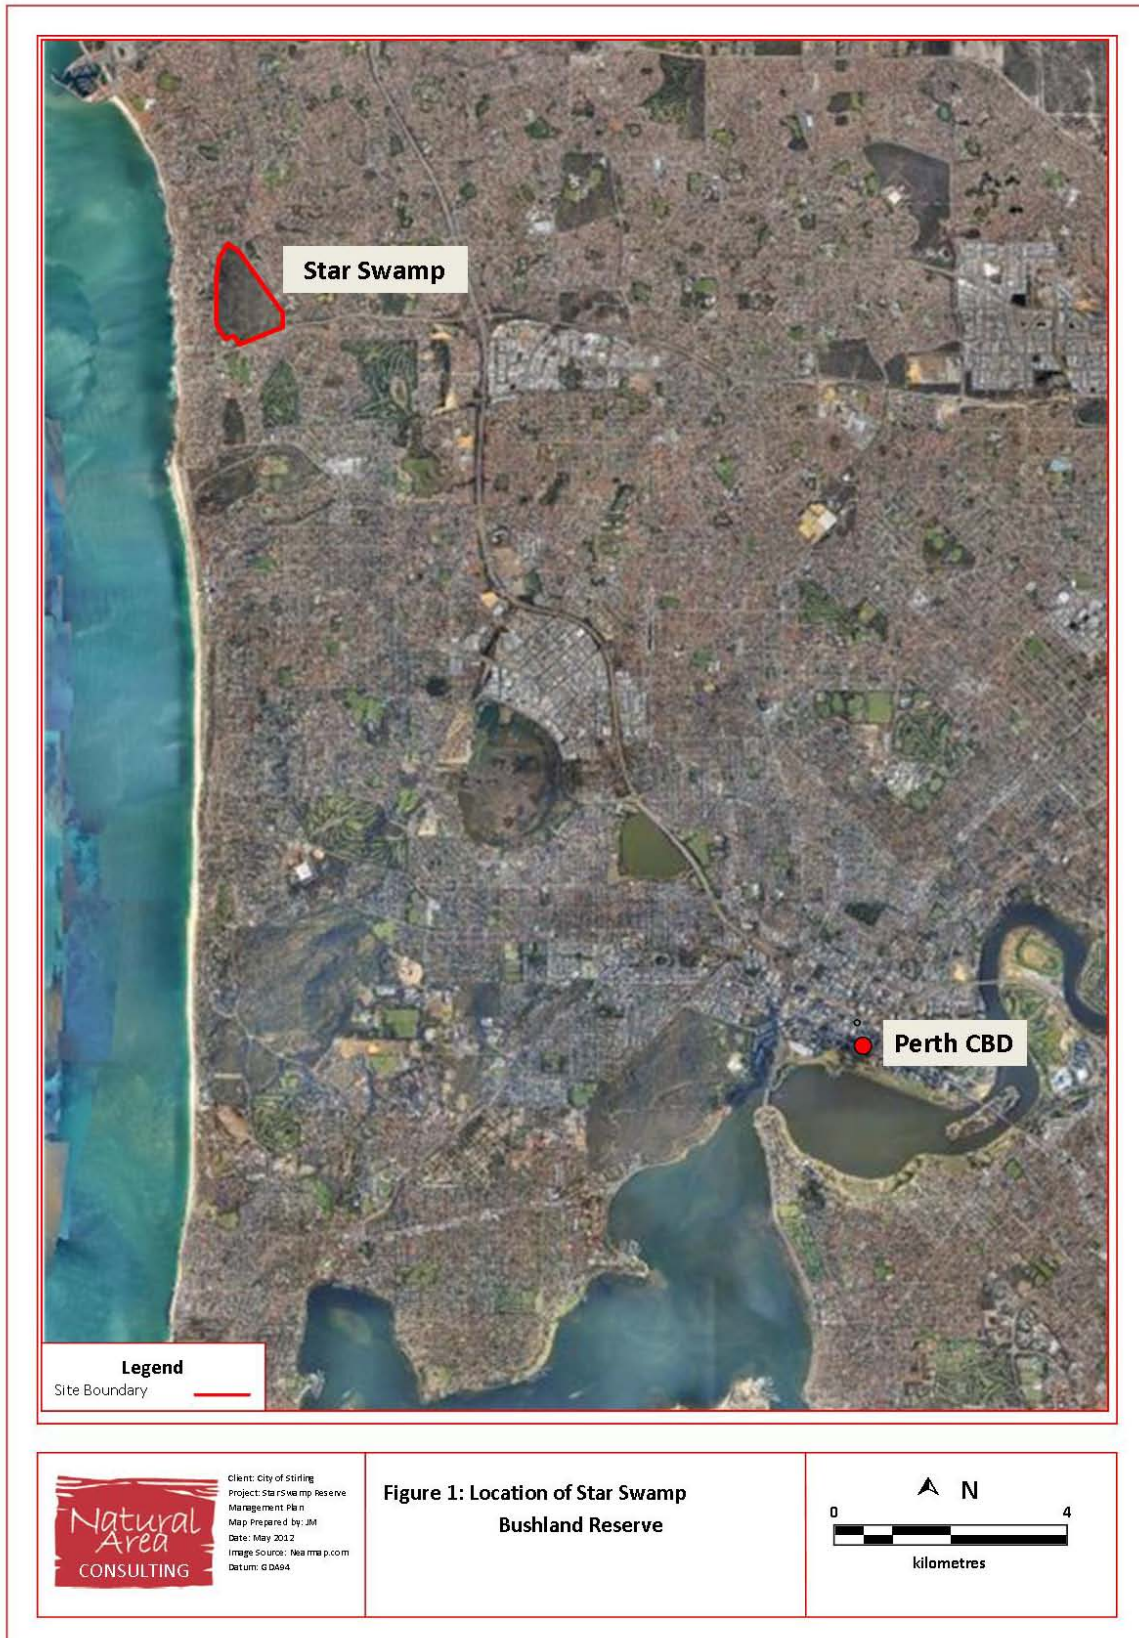 Star Swamp
Perth CBD
Legend
Site Boundary
Natural
Area
CONSULTING
Client: City of Stirling
Project: Star Swamp Reserve
Management Plan
Map Prepared by: JM
Date: May 2012
Image Source: Nearmap.com
Datum: GDA94
Figure 1: Location of Star Swamp
Bushland Reserve
N
0 4
kilometres